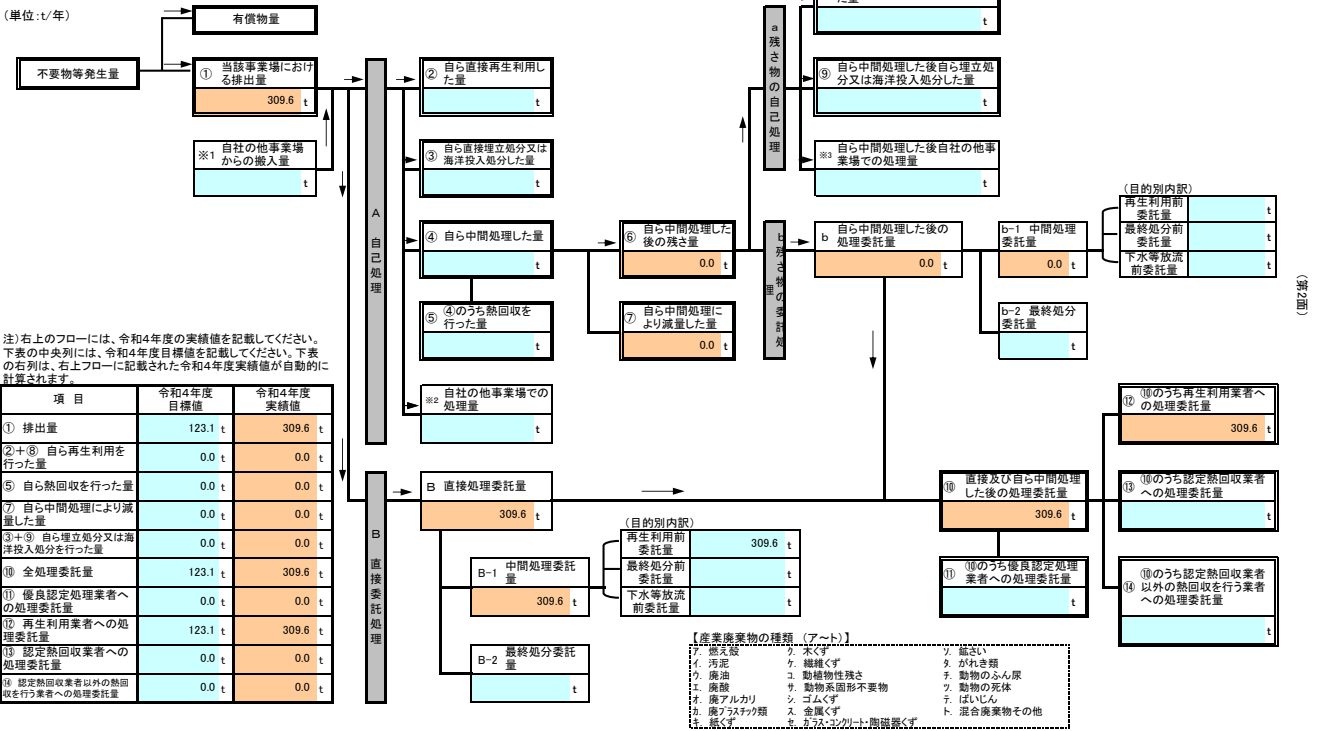 (単位:t/年)
有償物量
不要物等発生量
① 当該事業場におけ
る排出量
309.6 t
※1 自社の他事業場
からの搬入量
t
A 自己処理
② 自ら直接再生利用し
た量
t
③ 自ら直接埋立処分又は
海洋投入処分した量
t
④ 自ら中間処理した量
t
⑤ ④のうち熱回収を
行った量
t
※2 自社の他事業場での
処理量
t
⑥ 自ら中間処理した
後の残さ量
0.0 t
⑦ 自ら中間処理に
より減量した量
0.0 t
a 残さ物の自己処理
t
⑨ 自ら中間処理した後自ら埋立処
分又は海洋投入処分した量
t
※3 自ら中間処理した後自社の他事
業場での処理量
t
b 残さ物の委託処理
b 自ら中間処理した後の
処理委託量
0.0 t
b-1 中間処理
委託量
0.0 t
(目的別内訳)
再生利用前
委託量
t
最終処分前
委託量
t
下水等放流
前委託量
t
b-2 最終処分
委託量
t
(第2面)
注)右上のフローには、令和4年度の実績値を記載してください。
下表の中央列には、令和4年度目標値を記載してください。下表
の右列は、右上フローに記載された令和4年度実績値が自動的に
計算されます。
項 目 令和4年度 目標値 令和4年度 実績値
① 排出量 123.1 t 309.6 t
②+⑧ 自ら再生利用を
行った量 0.0 t 0.0 t
⑤ 自ら熱回収を行った量 0.0 t 0.0 t
⑦ 自ら中間処理により減
量した量 0.0 t 0.0 t
③+⑨ 自ら埋立処分又は海
洋投入処分を行った量 0.0 t 0.0 t
⑩ 全処理委託量 123.1 t 309.6 t
⑪ 優良認定処理業者へ
の処理委託量 0.0 t 0.0 t
⑫ 再生利用業者への処
理委託量 123.1 t 309.6 t
⑬ 認定熱回収業者への
処理委託量 0.0 t 0.0 t
⑭ 認定熱回収業者以外の熱回
収を行う業者への処理委託量 0.0 t 0.0 t
B 直接委託処理
B 直接処理委託量
309.6 t
B-1 中間処理委託
量
309.6 t
(目的別内訳)
再生利用前
委託量
309.6 t
最終処分前
委託量
下水等放流
前委託量
t
B-2 最終処分委託
量
t
⑩ 直接及び自ら中間処理
した後の処理委託量
309.6 t
⑪ ⑩のうち優良認定処理
業者への処理委託量
t
⑫ ⑩のうち再生利用業者へ
の処理委託量
309.6 t
⑬ ⑩のうち認定熱回収業者
への処理委託量
t
⑭ ⑩のうち認定熱回収業者
以外の熱回収を行う業者
への処理委託量
t
【産業廃棄物の種類 (ア~ト)】
ア. 燃え殻 ク. 木くず ソ. 鉱さい
イ. 汚泥 ケ. 繊維くず タ. がれき類
ウ. 廃油 コ. 動植物性残さ チ. 動物のふん尿
エ. 廃酸 サ. 動物系固形不要物 ツ. 動物の死体
オ. 廃アルカリ シ. ゴムくず テ. ばいじん
カ. 廃プラスチック類 ス. 金属くず ト. 混合廃棄物その他
キ. 紙くず セ. ガラス・コンクリート・陶磁器くず